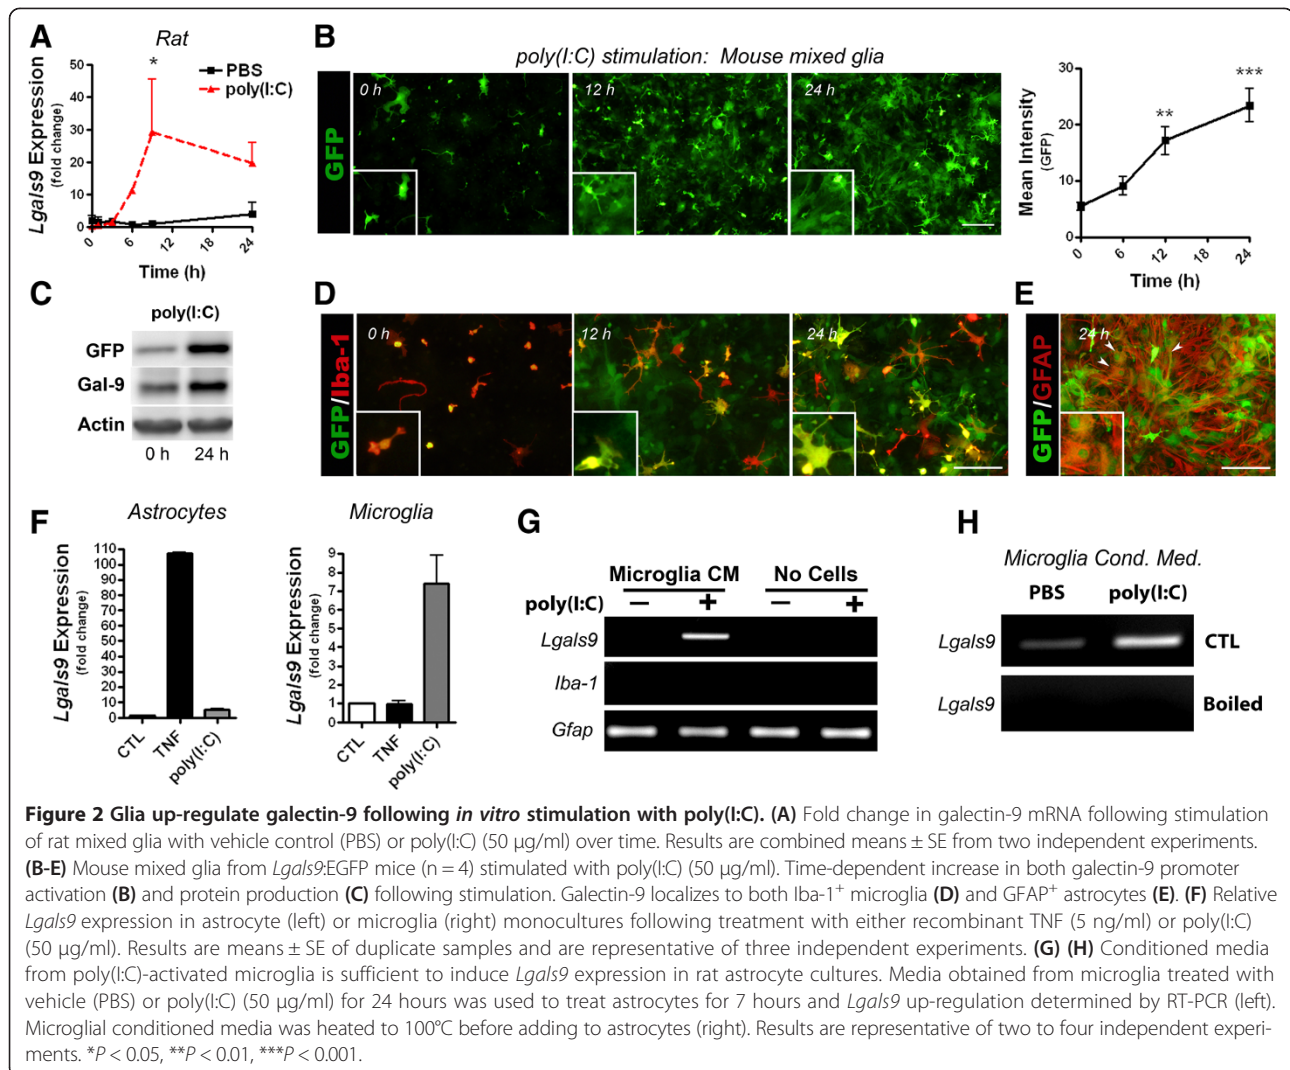 A
Rat
Lgals9 Expression
(fold change)
50
40
30
20
10
0
*
PBS
poly(I:C)
0
6
12
18
24
Time (h)
B
poly(I:C) stimulation: Mouse mixed glia
GFP
0 h
12 h
24 h
Mean Intensity
(GFP)
30
20
10
0
**
***
0
6
12
24
Time (h)
C
poly(I:C)
GFP
Gal-9
Actin
0 h
24 h
D
GFP/Iba-1
0 h
12 h
24 h
E
GFP/GFAP
24 h
F
Astrocytes
Lgals9 Expression
(fold change)
110
100
90
80
70
60
50
40
30
20
10
0
CTL
TNF
poly(I:C)
Microglia
Lgals9 Expression
(fold change)
9
8
7
6
5
4
3
2
1
0
CTL
TNF
poly(I:C)
G
Microglia CM
No Cells
poly(I:C) − + − +
Lgals9
Iba-1
Gfap
H
Microglia Cond. Med.
PBS poly(I:C)
Lgals9 CTL
Lgals9 Boiled
Figure 2 Glia up-regulate galectin-9 following in vitro stimulation with poly(I:C). (A) Fold change in galectin-9 mRNA following stimulation
of rat mixed glia with vehicle control (PBS) or poly(I:C) (50 μg/ml) over time. Results are combined means ± SE from two independent experiments.
(B-E) Mouse mixed glia from Lgals9:EGFP mice (n = 4) stimulated with poly(I:C) (50 μg/ml). Time-dependent increase in both galectin-9 promoter
activation (B) and protein production (C) following stimulation. Galectin-9 localizes to both Iba-1⁺ microglia (D) and GFAP⁺ astrocytes (E). (F) Relative
Lgals9 expression in astrocyte (left) or microglia (right) monocultures following treatment with either recombinant TNF (5 ng/ml) or poly(I:C)
(50 μg/ml). Results are means ± SE of duplicate samples and are representative of three independent experiments. (G) (H) Conditioned media
from poly(I:C)-activated microglia is sufficient to induce Lgals9 expression in rat astrocyte cultures. Media obtained from microglia treated with
vehicle (PBS) or poly(I:C) (50 μg/ml) for 24 hours was used to treat astrocytes for 7 hours and Lgals9 up-regulation determined by RT-PCR (left).
Microglial conditioned media was heated to 100°C before adding to astrocytes (right). Results are representative of two to four independent experi-
ments. *P < 0.05, **P < 0.01, ***P < 0.001.